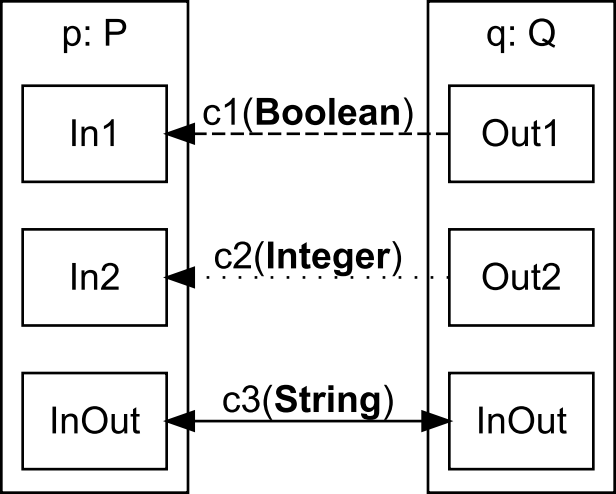 p: P
q: Q
In1
c1(Boolean)
Out1
In2
c2(Integer)
Out2
InOut
c3(String)
InOut